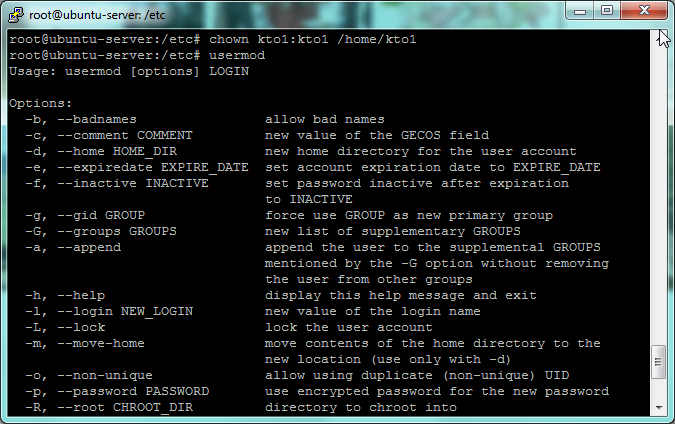 root@ubuntu-server: /etc
root@ubuntu-server:/etc# chown kto1:kto1 /home/kto1
root@ubuntu-server:/etc# usermod
Usage: usermod [options] LOGIN

Options:
  -b, --badnames                allow bad names
  -c, --comment COMMENT         new value of the GECOS field
  -d, --home HOME_DIR           new home directory for the user account
  -e, --expiredate EXPIRE_DATE  set account expiration date to EXPIRE_DATE
  -f, --inactive INACTIVE       set password inactive after expiration
                                to INACTIVE
  -g, --gid GROUP               force use GROUP as new primary group
  -G, --groups GROUPS           new list of supplementary GROUPS
  -a, --append                  append the user to the supplemental GROUPS
                                mentioned by the -G option without removing
                                the user from other groups
  -h, --help                    display this help message and exit
  -l, --login NEW_LOGIN         new value of the login name
  -L, --lock                    lock the user account
  -m, --move-home               move contents of the home directory to the
                                new location (use only with -d)
  -o, --non-unique              allow using duplicate (non-unique) UID
  -p, --password PASSWORD       use encrypted password for the new password
  -R, --root CHROOT_DIR         directory to chroot into